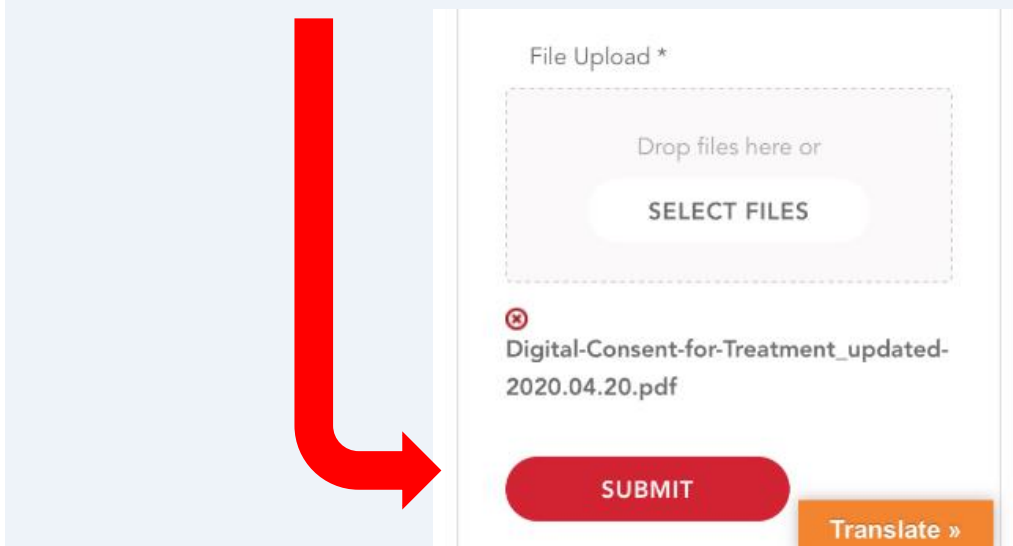 File Upload *
Drop files here or
SELECT FILES
Digital-Consent-for-Treatment_updated-
2020.04.20.pdf
SUBMIT
Translate »